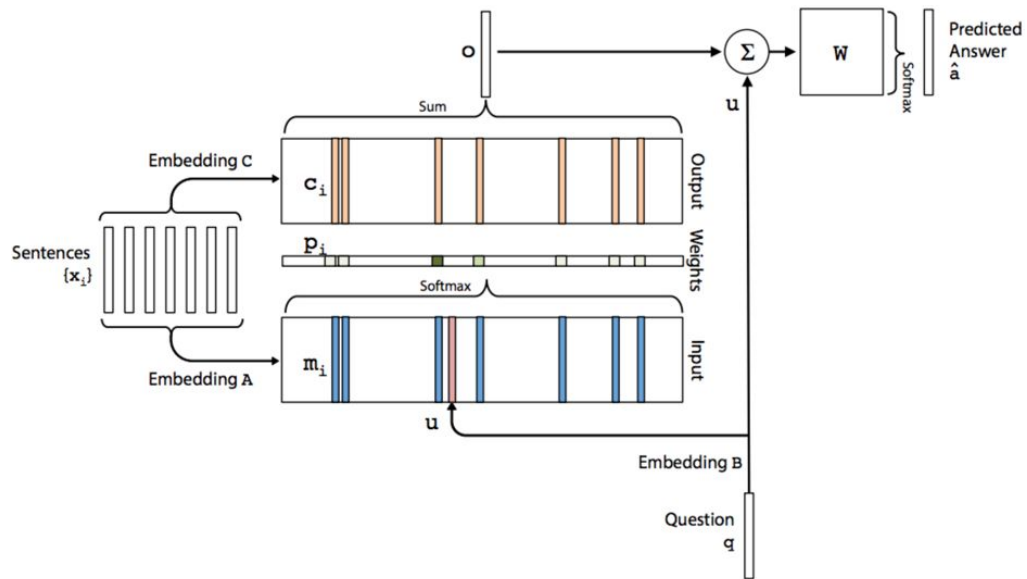 o
Σ
W
Softmax
Predicted
Answer
â
u
Sum
Embedding C
c_i
Output
Sentences
{x_i}
p_i
Weights
Softmax
m_i
Input
Embedding A
u
Embedding B
Question
q